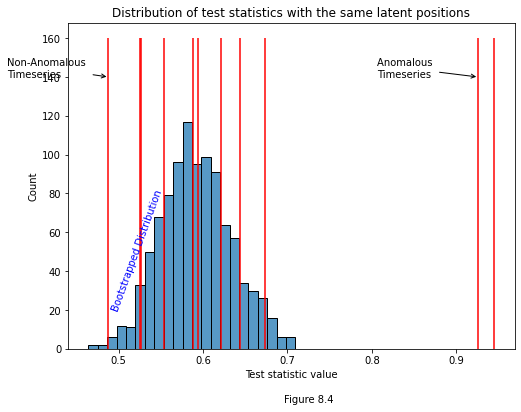 Distribution of test statistics with the same latent positions
160
140
120
100
80
60
40
20
0
Count
Non-Anomalous
Timeseries
Anomalous
Timeseries
Bootstrapped Distribution
0.5 0.6 0.7 0.8 0.9
Test statistic value
Figure 8.4